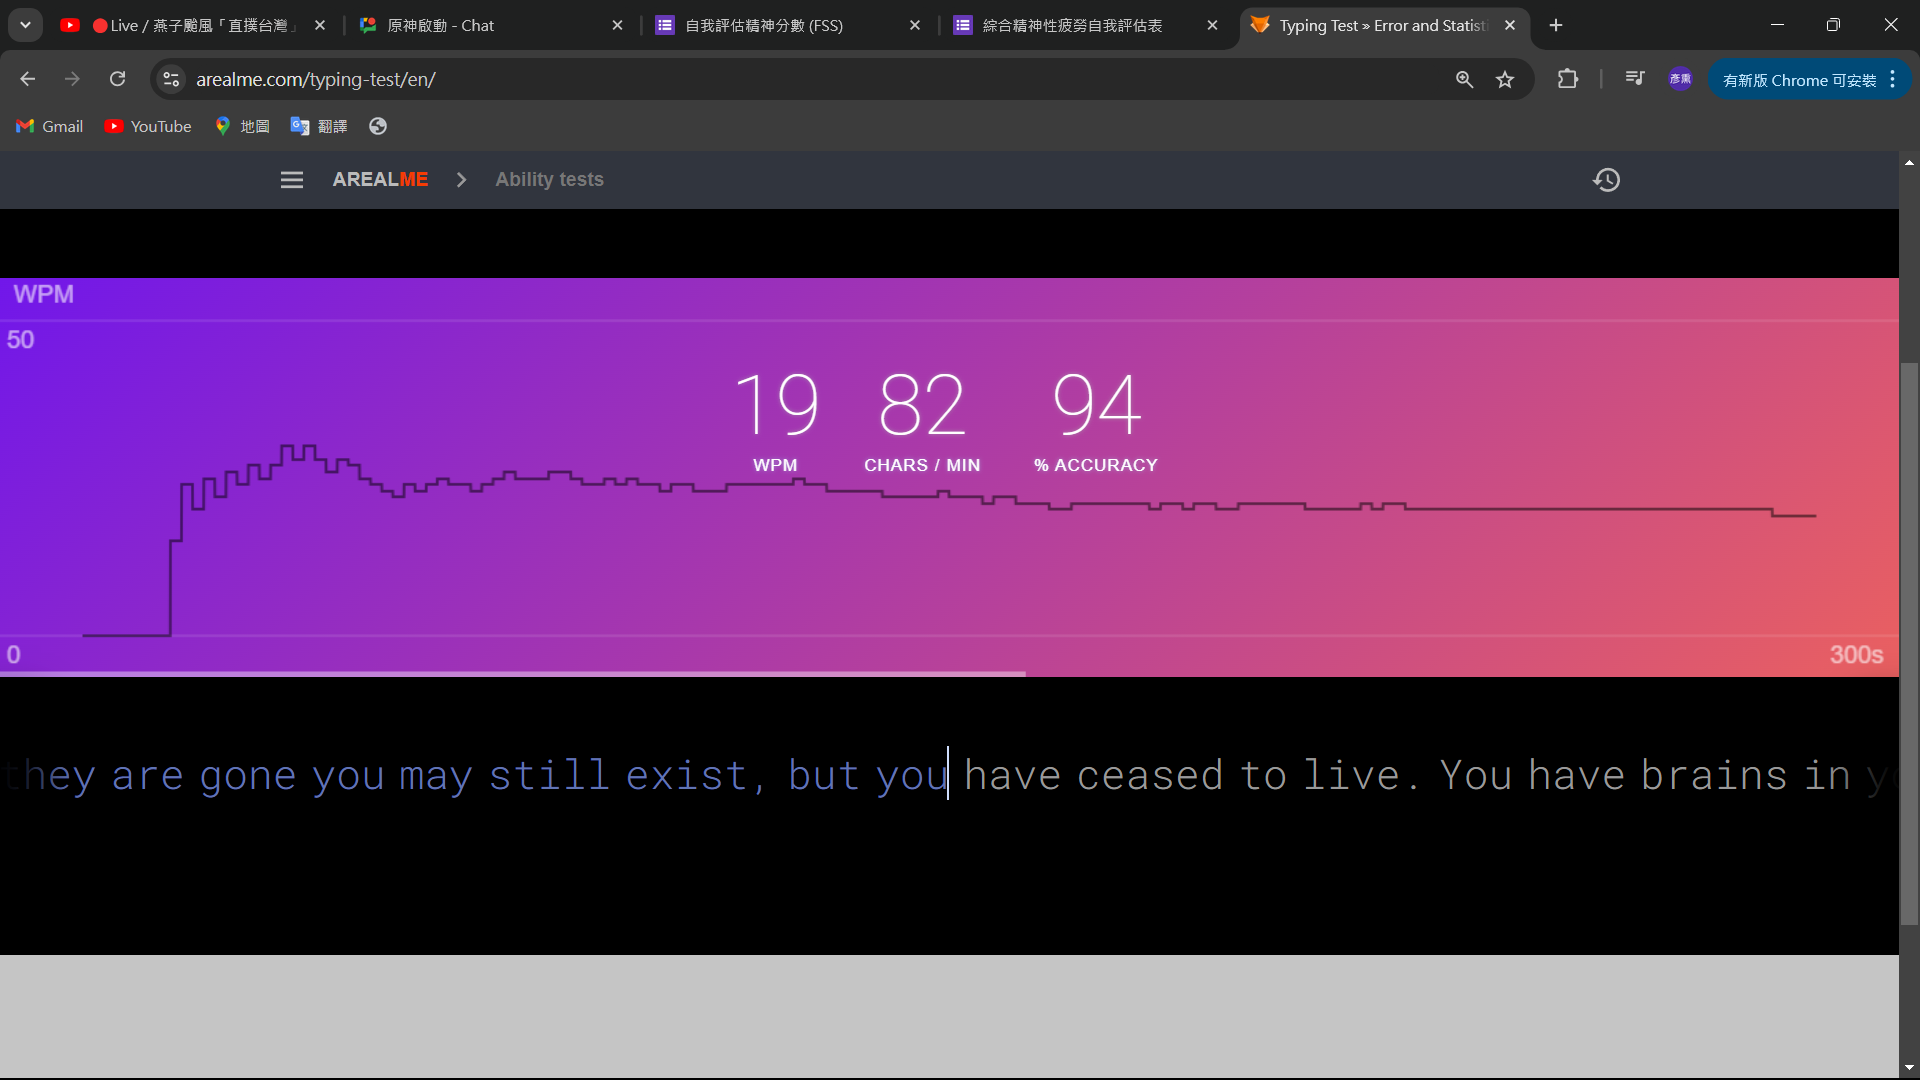 Live / 燕子颱風「直撲台灣」
原神啟動 - Chat
自我評估精神分數 (FSS)
綜合精神性疲勞自我評估表
Typing Test » Error and Statisti
arealme.com/typing-test/en/
彥熏
有新版 Chrome 可安裝
Gmail
YouTube
地圖
翻譯
AREALME
Ability tests
WPM
50
19
82
94
WPM
CHARS / MIN
% ACCURACY
0
300s
they are gone you may still exist, but you have ceased to live. You have brains in y